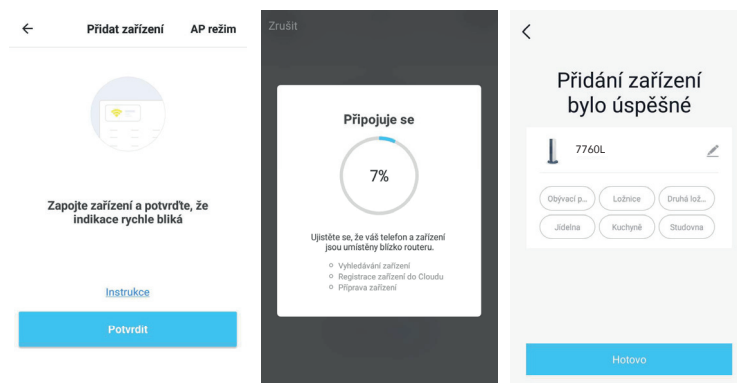 Přidat zařízení
AP režim
Zapojte zařízení a potvrďte, že
indikace rychle bliká
Instrukce
Potvrdit
Zrušit
Připojuje se
7%
Ujistěte se, že váš telefon a zařízení
jsou umístěny blízko routeru.
Vyhledávání zařízení
Registrace zařízení do Cloudu
Příprava zařízení
Přidání zařízení
bylo úspěšné
7760L
Obývací p...
Ložnice
Druhá lož...
Jídelna
Kuchyně
Studovna
Hotovo